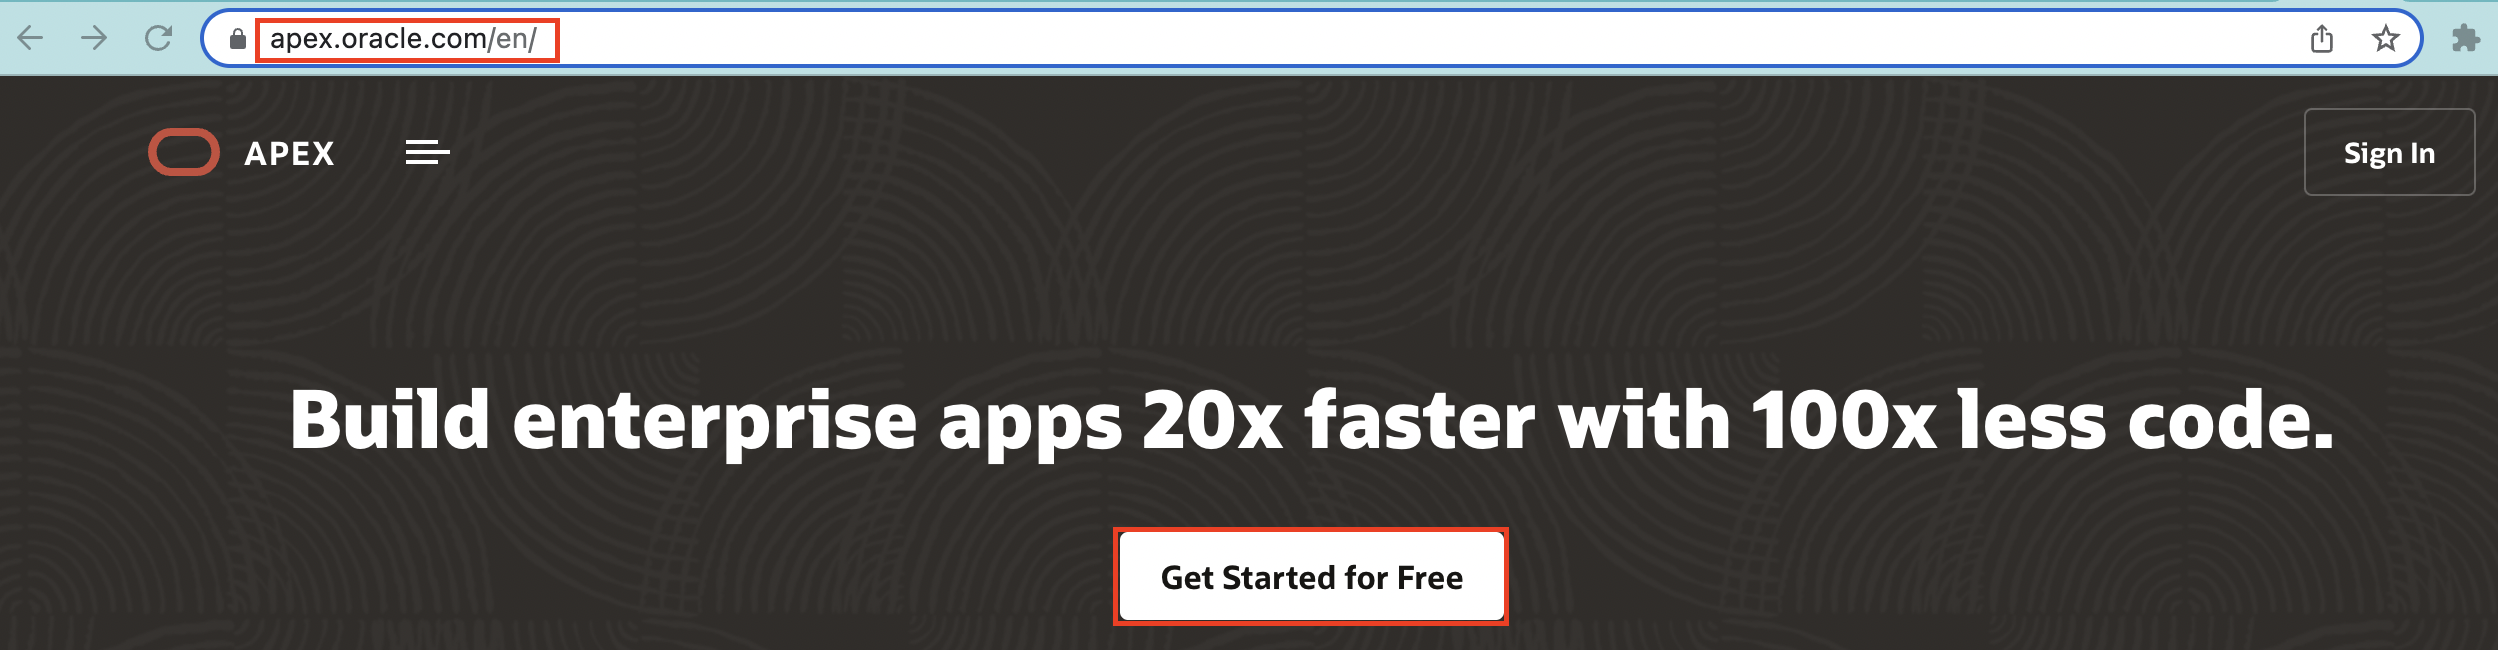 apex.oracle.com/en/
APEX
Sign In
Build enterprise apps 20x faster with 100x less code.
Get Started for Free